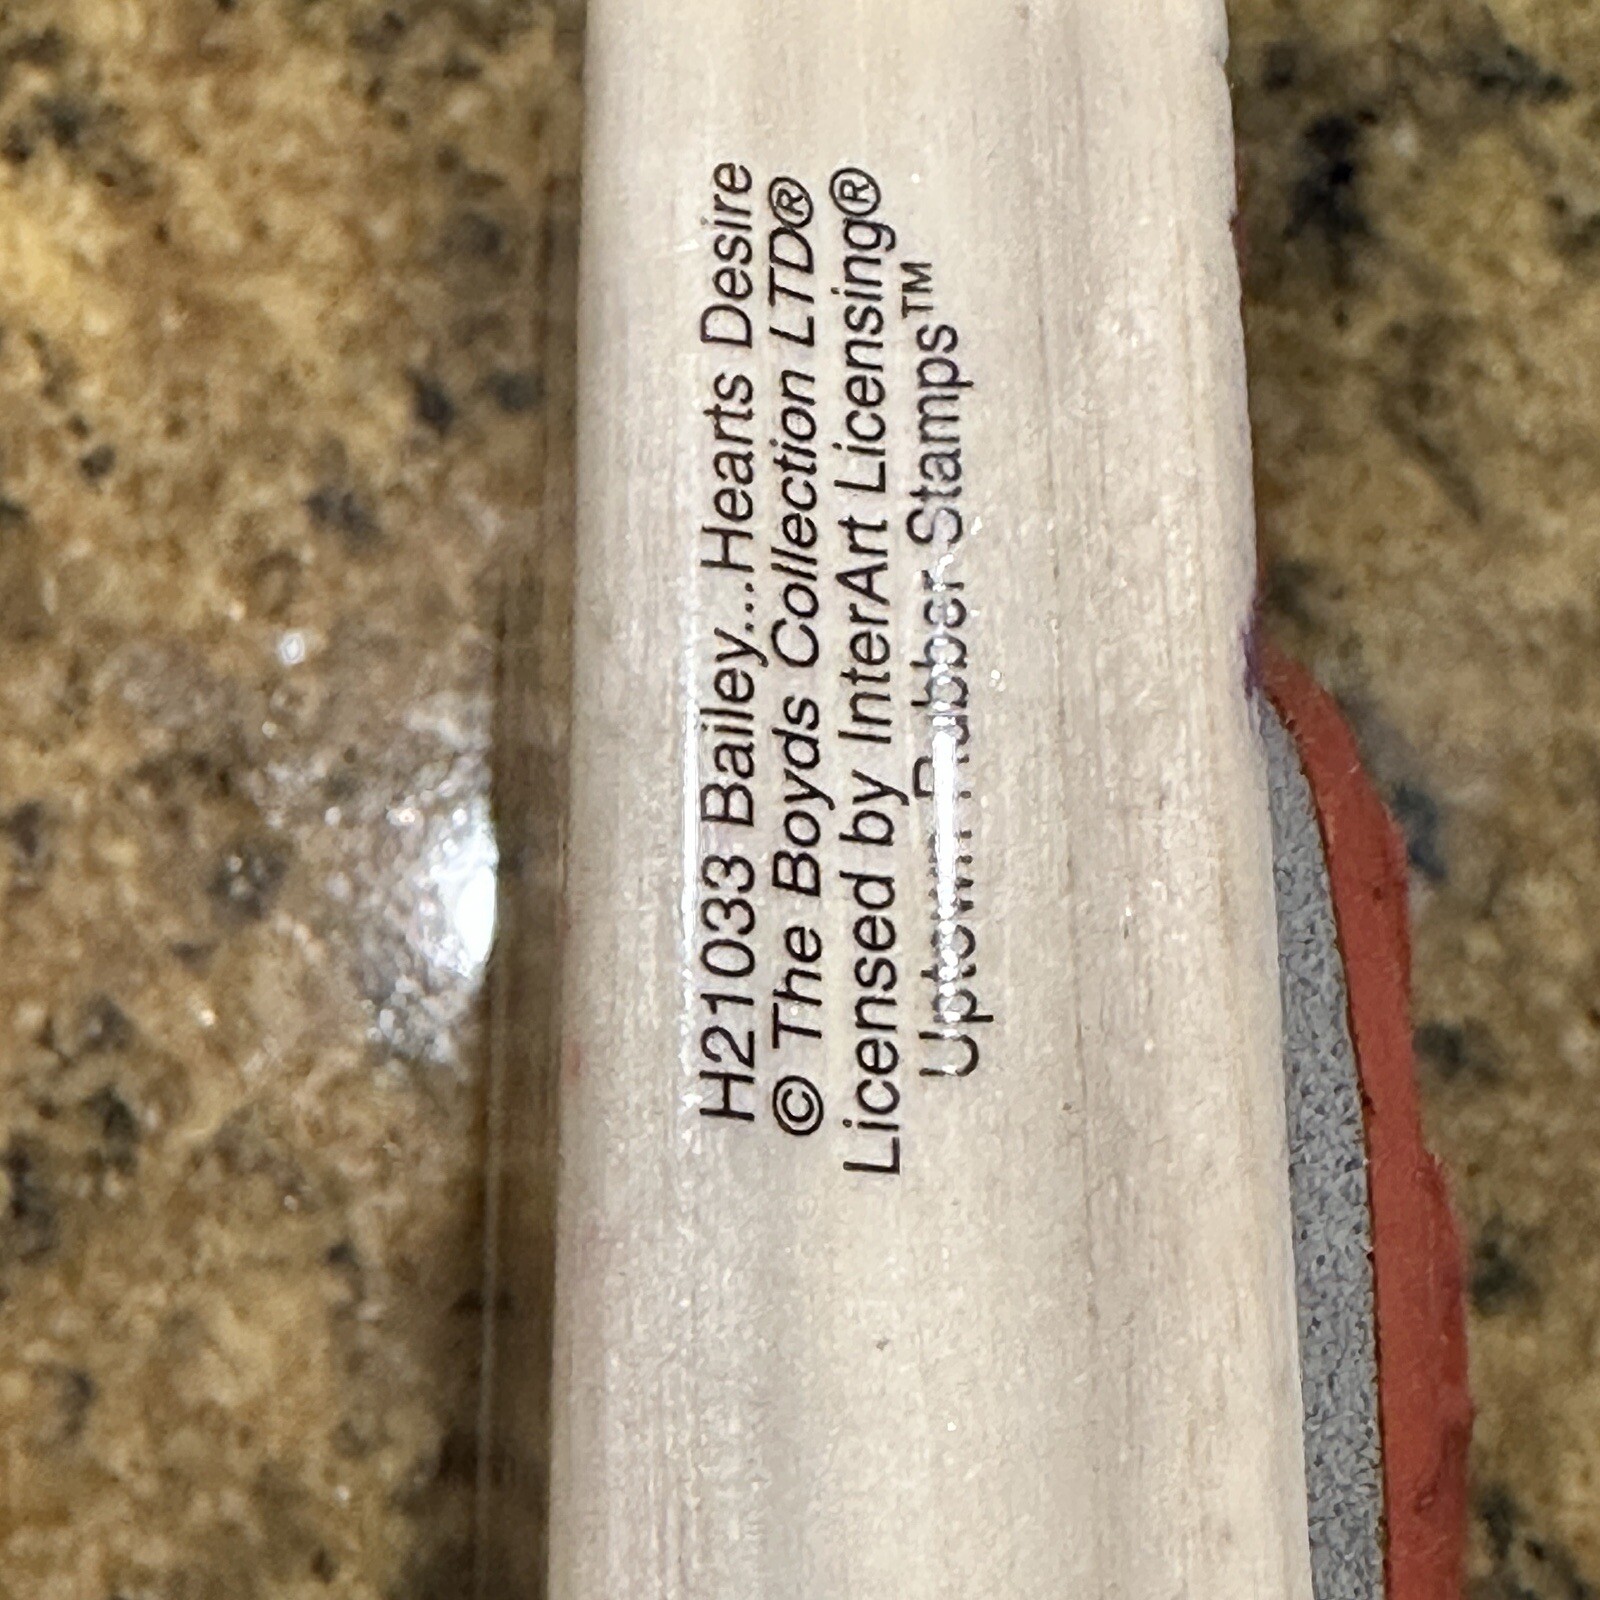 H21033 Bailey...Hearts Desire
© The Boyds Collection LTD®
Licensed by InterArt Licensing®
Uptown Rubber Stamps™